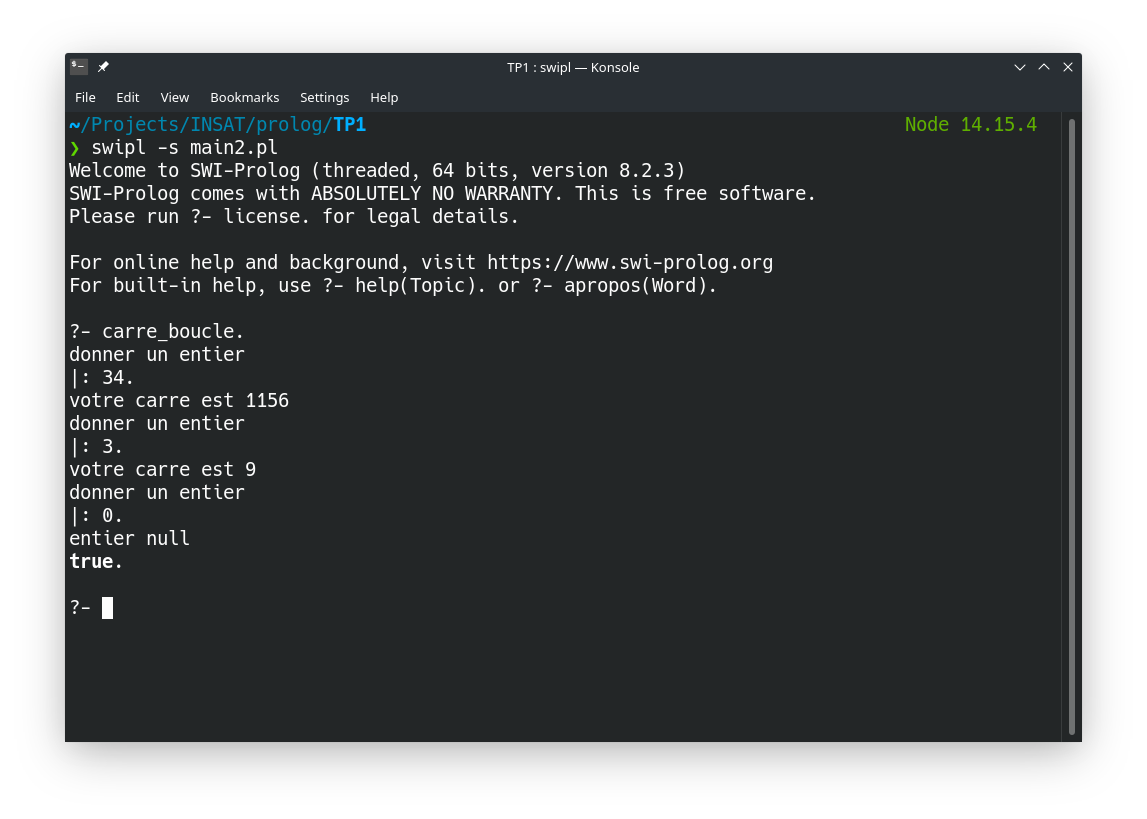 TP1 : swipl — Konsole
File Edit View Bookmarks Settings Help
~/Projects/INSAT/prolog/TP1 Node 14.15.4
❯ swipl -s main2.pl
Welcome to SWI-Prolog (threaded, 64 bits, version 8.2.3)
SWI-Prolog comes with ABSOLUTELY NO WARRANTY. This is free software.
Please run ?- license. for legal details.
For online help and background, visit https://www.swi-prolog.org
For built-in help, use ?- help(Topic). or ?- apropos(Word).
?- carre_boucle.
donner un entier
|: 34.
votre carre est 1156
donner un entier
|: 3.
votre carre est 9
donner un entier
|: 0.
entier null
true.
?-